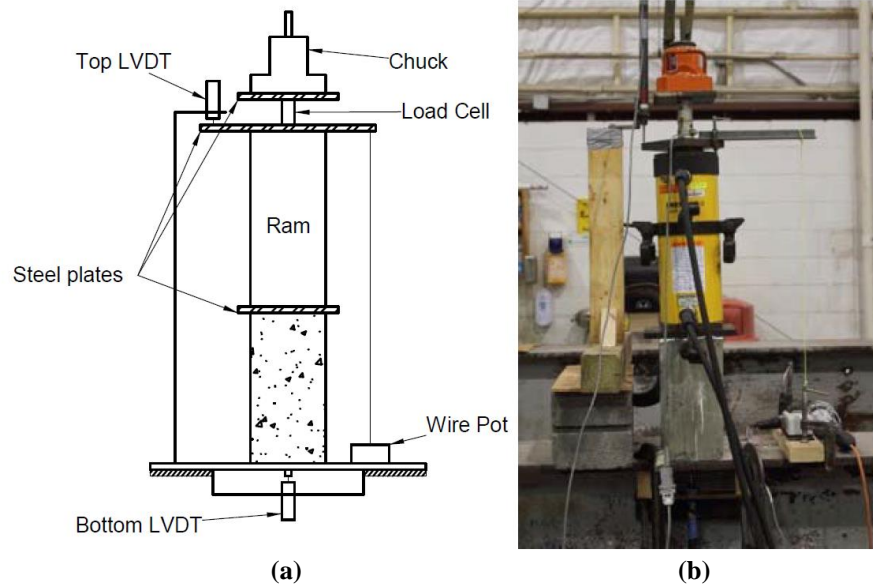 Top LVDT
Chuck
Load Cell
Ram
Steel plates
Wire Pot
Bottom LVDT
(a)
(b)